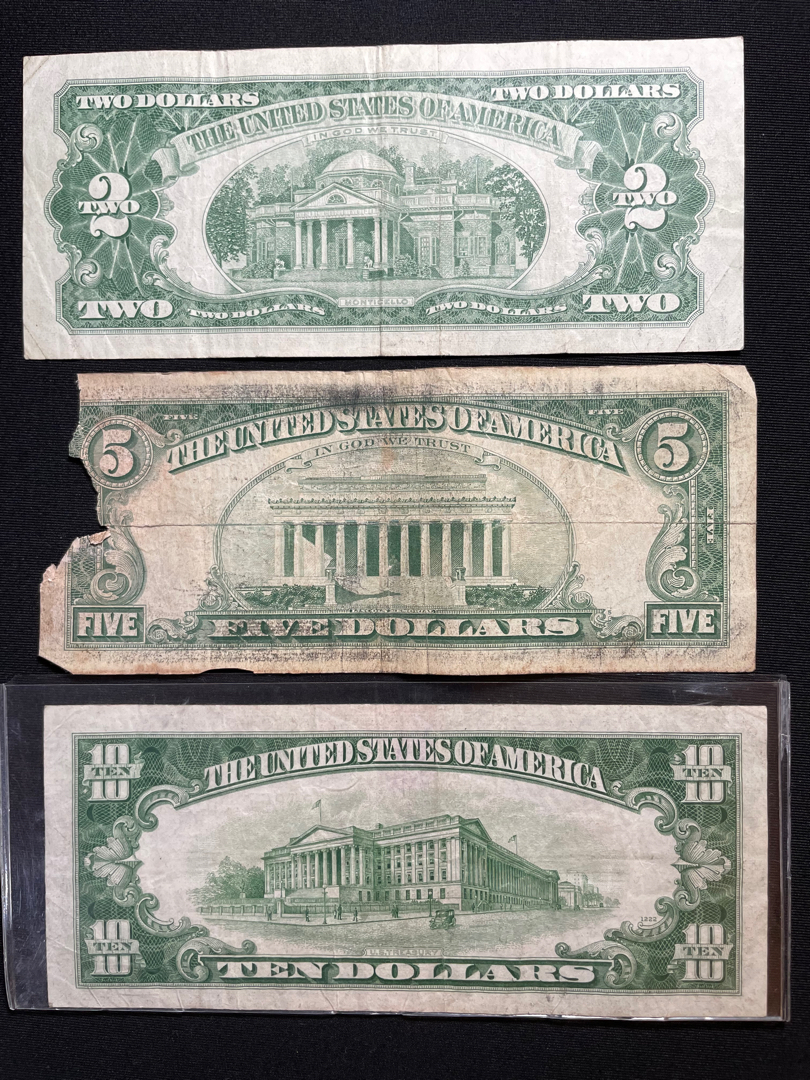 TWO DOLLARS TWO DOLLARS
THE UNITED STATES OF AMERICA
IN GOD WE TRUST
2 TWO 2 TWO
MONTICELLO
TWO TWO DOLLARS TWO DOLLARS TWO
FIVE FIVE
5 THE UNITED STATES OF AMERICA 5
IN GOD WE TRUST
FIVE
FIVE FIVE DOLLARS FIVE
10 TEN THE UNITED STATES OF AMERICA 10 TEN
1222
10 TEN U.S. TREASURY 10 TEN
TEN DOLLARS